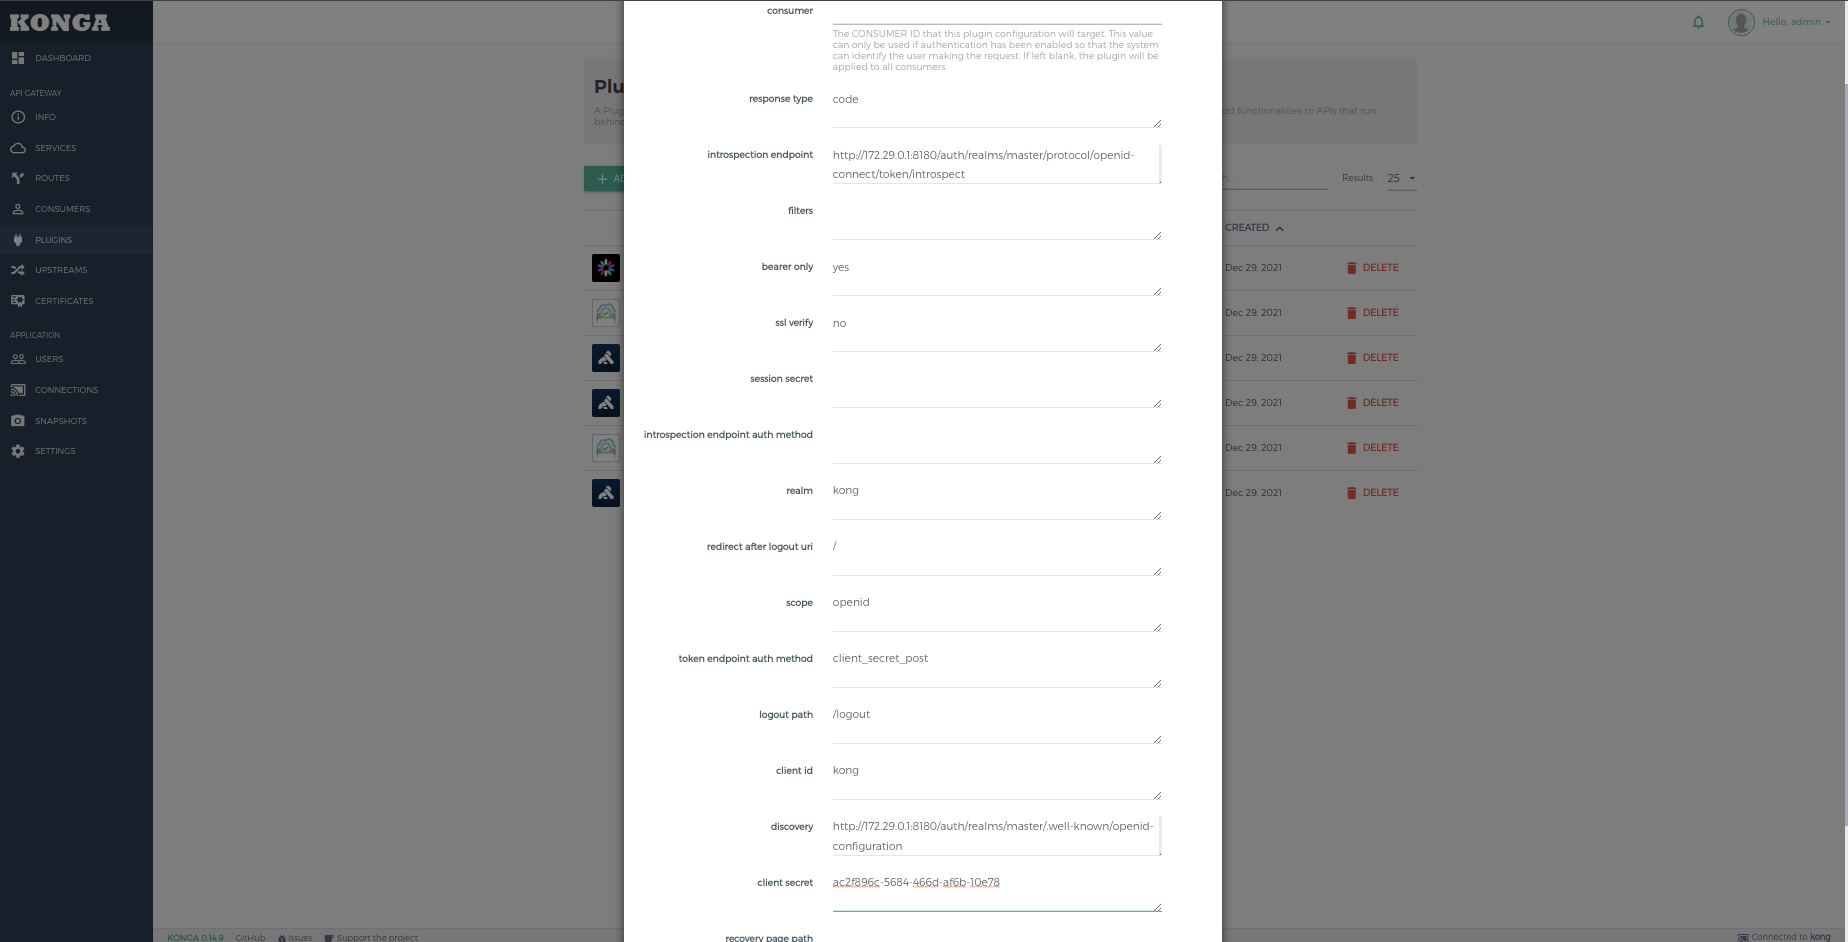 KONGA
DASHBOARD
API GATEWAY
INFO
SERVICES
ROUTES
CONSUMERS
PLUGINS
UPSTREAMS
CERTIFICATES
APPLICATION
USERS
CONNECTIONS
SNAPSHOTS
SETTINGS
Hello, admin
Plu
A Plug
behin
dd functionalities to APIs that run
+ AD
Results :
25
CREATED
Dec 29, 2021
DELETE
Dec 29, 2021
DELETE
Dec 29, 2021
DELETE
Dec 29, 2021
DELETE
Dec 29, 2021
DELETE
Dec 29, 2021
DELETE
consumer
The CONSUMER ID that this plugin configuration will target. This value
can only be used if authentication has been enabled so that the system
can identify the user making the request. If left blank, the plugin will be
applied to all consumers.
response type
code
introspection endpoint
http://172.29.0.1:8180/auth/realms/master/protocol/openid-
connect/token/introspect
filters
bearer only
yes
ssl verify
no
session secret
introspection endpoint auth method
realm
kong
redirect after logout uri
/
scope
openid
token endpoint auth method
client_secret_post
logout path
/logout
client id
kong
discovery
http://172.29.0.1:8180/auth/realms/master/.well-known/openid-
configuration
client secret
ac2f896c-5684-466d-af6b-10e78
recovery page path
KONGA 0.14.9
GitHub
Issues
Support the project
Connected to kong